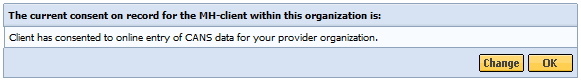 The current consent on record for the MH-client within this organization is:
Client has consented to online entry of CANS data for your provider organization.
Change OK